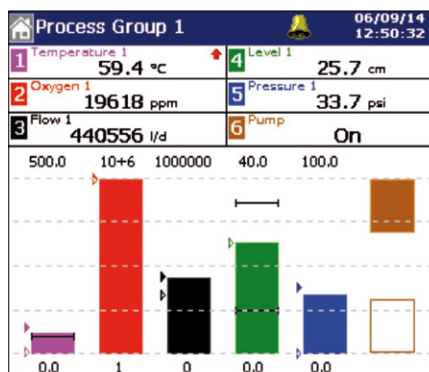 Process Group 1
06/09/14
12:50:32
1 Temperature 1
59.4 °C
4 Level 1
25.7 cm
2 Oxygen 1
19618 ppm
5 Pressure 1
33.7 psi
3 Flow 1
440556 l/d
6 Pump
On
500.0 10+6 1000000 40.0 100.0
0.0 1 0 0.0 0.0